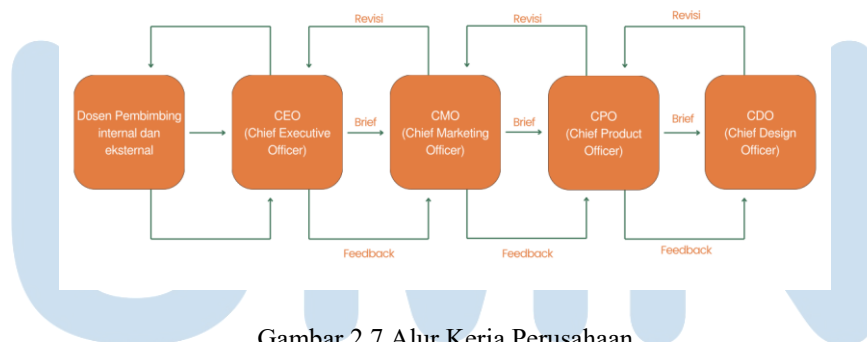 Revisi
Revisi
Revisi
Dosen Pembimbing
internal dan
eksternal
CEO
(Chief Executive
Officer)
Brief
CMO
(Chief Marketing
Officer)
Brief
CPO
(Chief Product
Officer)
Brief
CDO
(Chief Design
Officer)
Feedback
Feedback
Feedback
Gambar 2.7 Alur Kerja Perusahaan